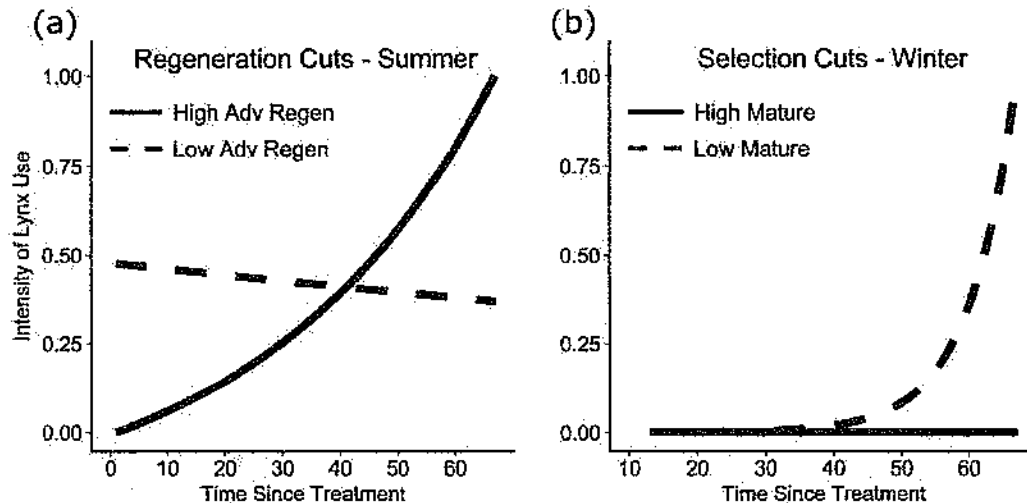 (a)
Regeneration Cuts - Summer
High Adv Regen
Low Adv Regen
Intensity of Lynx Use
1.00
0.75
0.50
0.25
0.00
0 10 20 30 40 50 60
Time Since Treatment
(b)
Selection Cuts - Winter
High Mature
Low Mature
1.00
0.75
0.50
0.25
0.00
10 20 30 40 50 60
Time Since Treatment